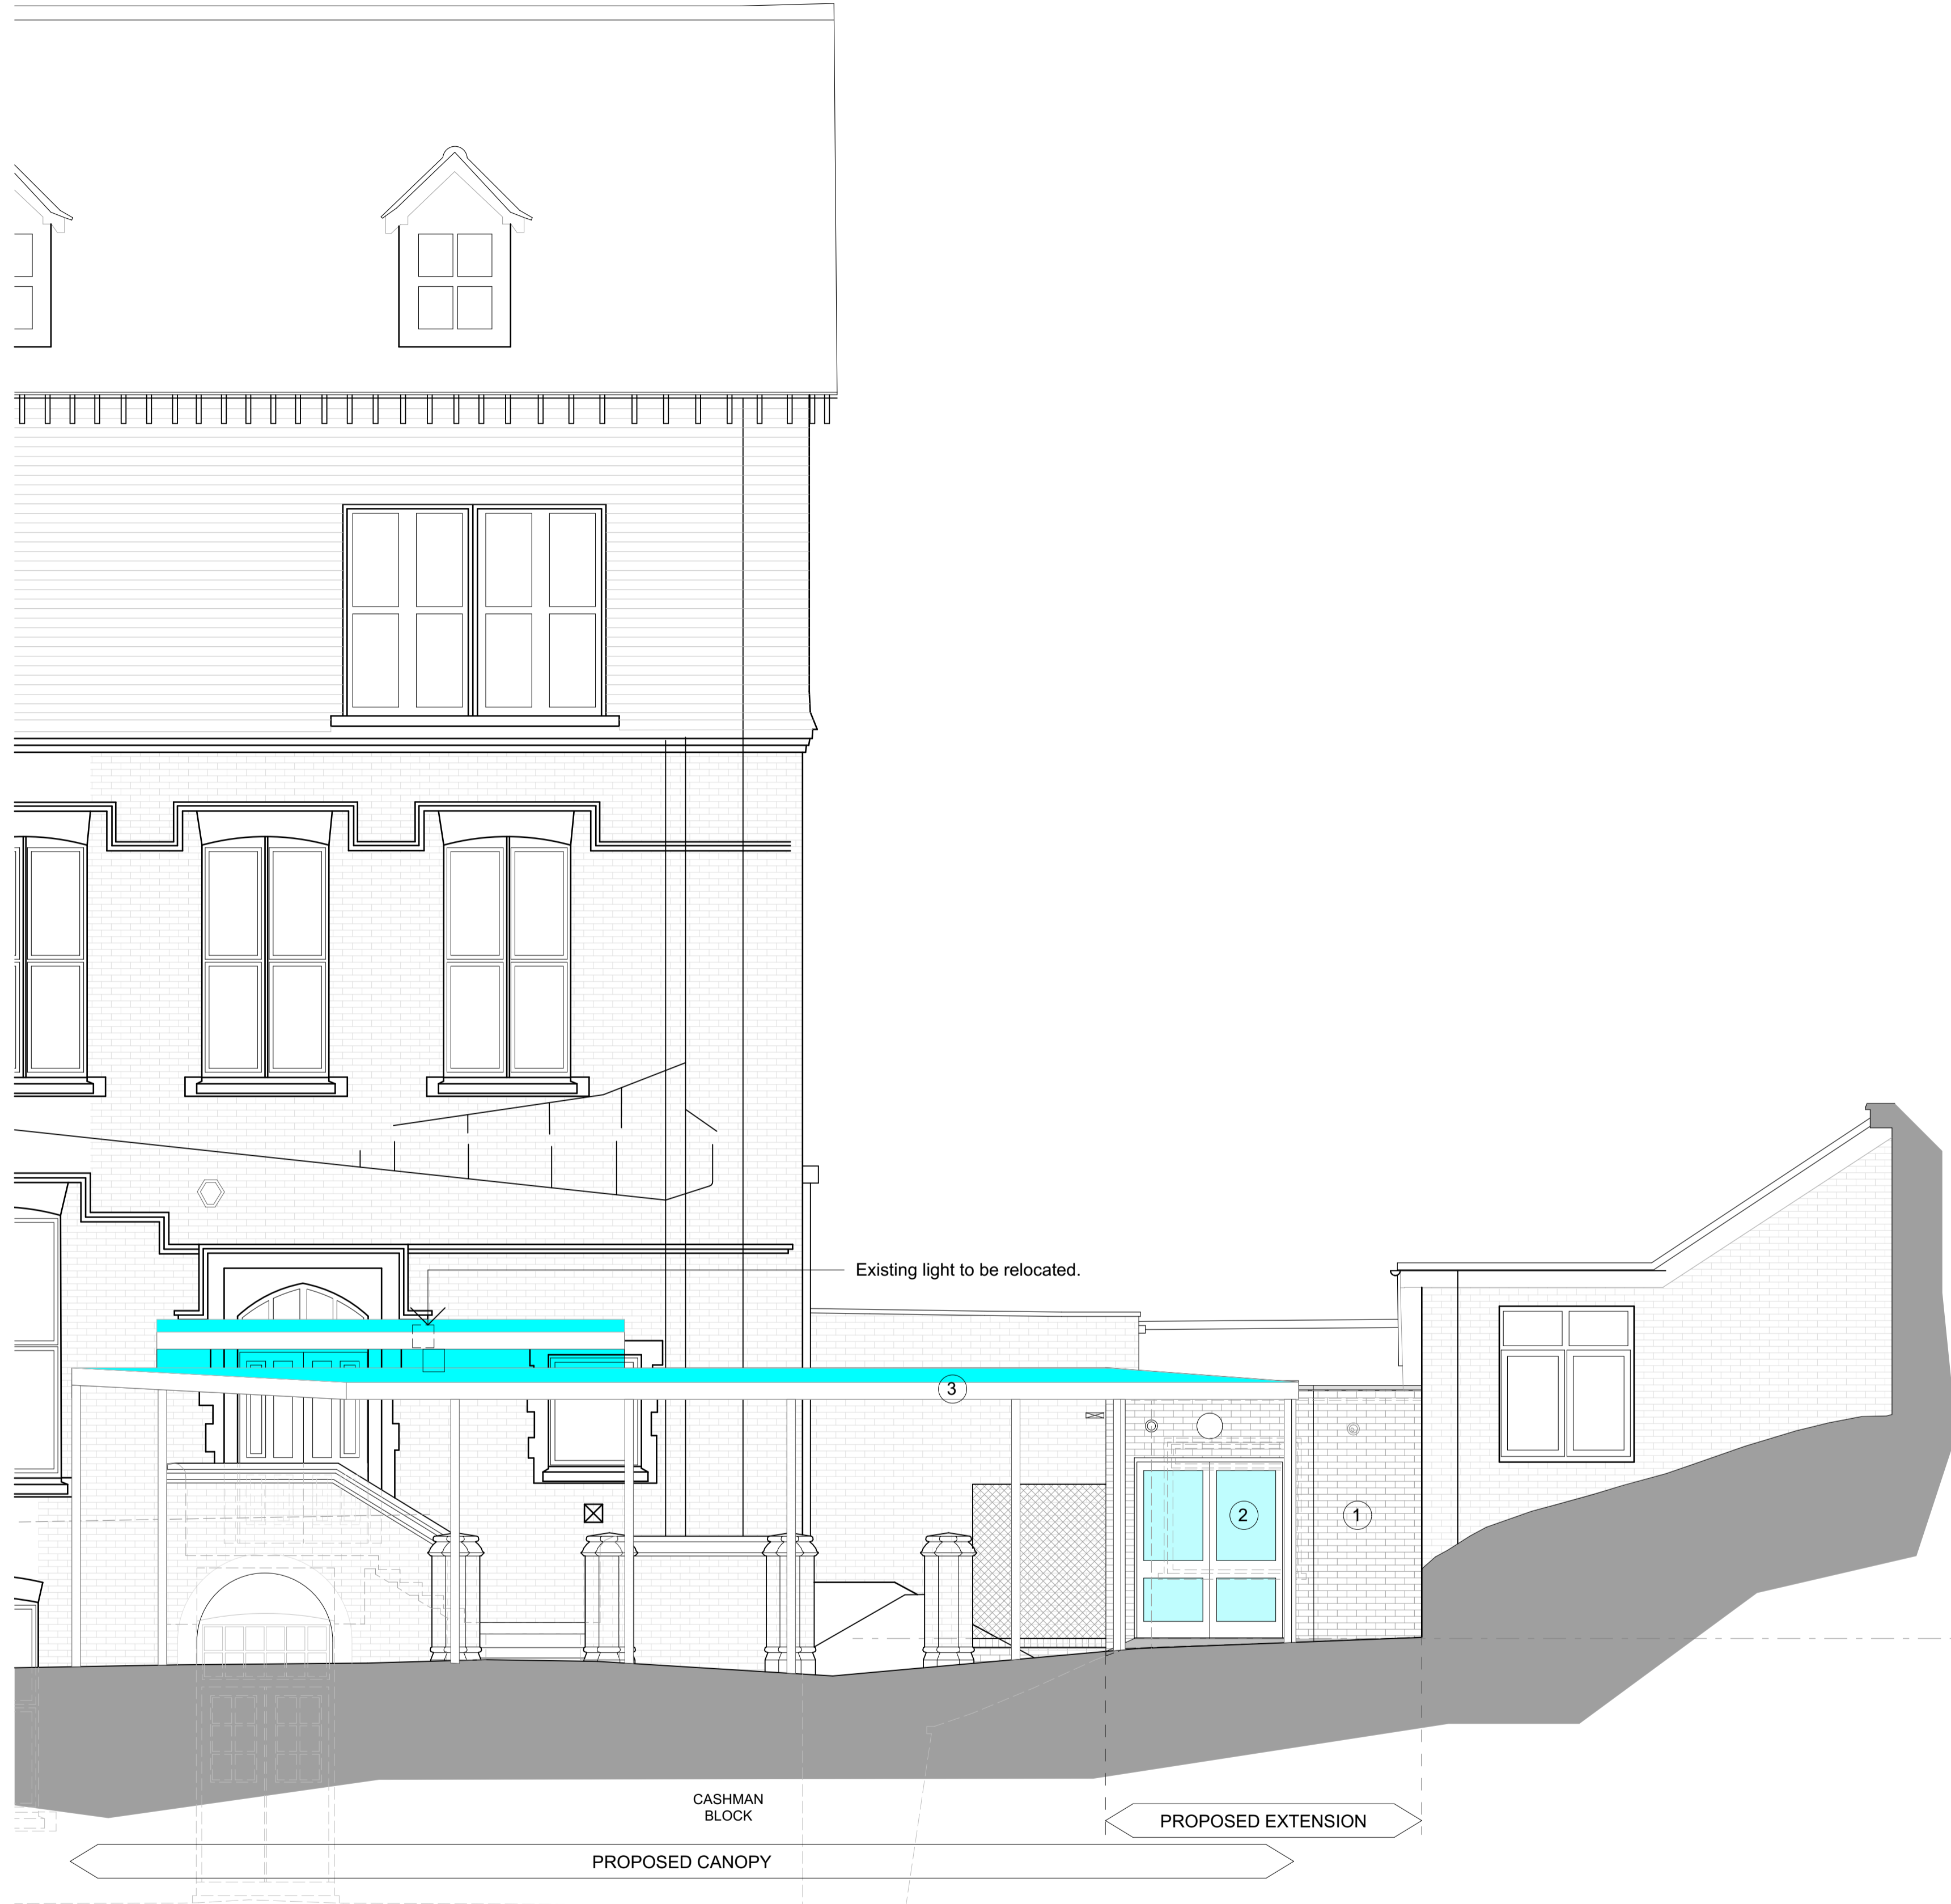 Existing light to be relocated.
3
2
1
CASHMAN
BLOCK
PROPOSED EXTENSION
PROPOSED CANOPY